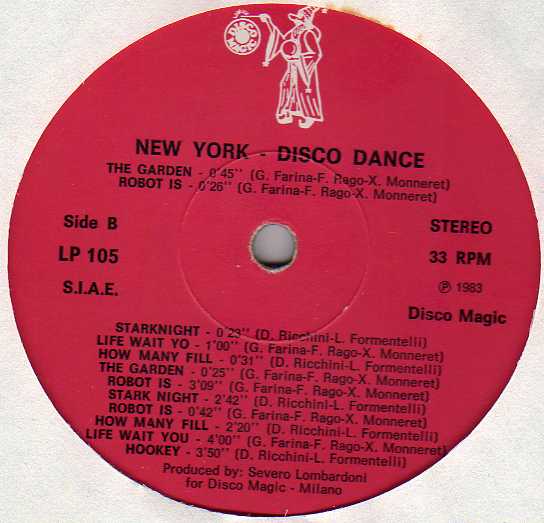 DISCO MAGIC
NEW YORK - DISCO DANCE
THE GARDEN - 0'45'' (G. Farina-F. Rago-X. Monneret)
ROBOT IS - 0'26'' (G. Farina-F. Rago-X. Monneret)
Side B
STEREO
LP 105
33 RPM
S.I.A.E.
Ⓟ 1983
Disco Magic
STARKNIGHT - 0'23'' (D. Ricchini-L. Formentelli)
LIFE WAIT YO - 1'00'' (G. Farina-F. Rago-X. Monneret)
HOW MANY FILL - 0'31'' (D. Ricchini-L. Formentelli)
THE GARDEN - 0'25'' (G. Farina-F. Rago-X. Monneret)
ROBOT IS - 3'09'' (G. Farina-F. Rago-X. Monneret)
STARK NIGHT - 2'42'' (D. Ricchini-L. Formentelli)
ROBOT IS - 0'42'' (G. Farina-F. Rago-X. Monneret)
HOW MANY FILL - 2'20'' (D. Ricchini-L. Formentelli)
LIFE WAIT YOU - 4'00'' (G. Farina-F. Rago-X. Monneret)
HOOKEY - 3'50'' (D. Ricchini-L. Formentelli)
Produced by: Severo Lombardoni
for Disco Magic - Milano